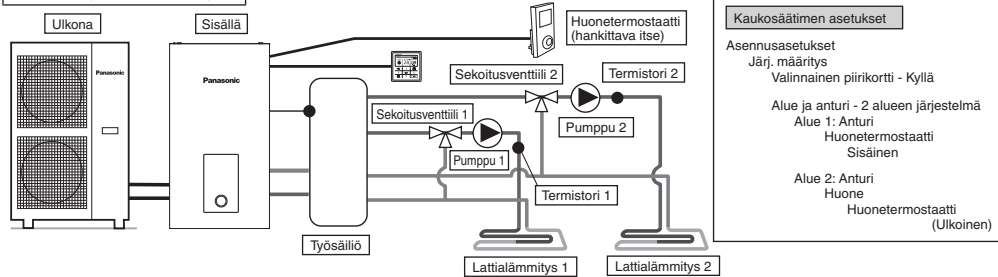 Ulkona
Sisällä
Huonetermostaatti
(hankittava itse)
Panasonic
Panasonic
Sekoitusventtiili 2
Termistori 2
Sekoitusventtiili 1
Pumppu 2
Pumppu 1
Termistori 1
Työsäiliö
Lattialämmitys 1
Lattialämmitys 2
Kaukosäätimen asetukset
Asennusasetukset
Järj. määritys
Valinnainen piirikortti - Kyllä
Alue ja anturi - 2 alueen järjestelmä
Alue 1: Anturi
Huonetermostaatti
Sisäinen
Alue 2: Anturi
Huone
Huonetermostaatti
(Ulkoinen)